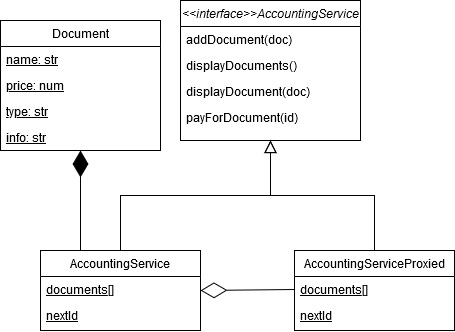 Document
name: str
price: num
type: str
info: str
<<interface>>AccountingService
addDocument(doc)
displayDocuments()
displayDocument(doc)
payForDocument(id)
AccountingService
documents[]
nextId
AccountingServiceProxied
documents[]
nextId